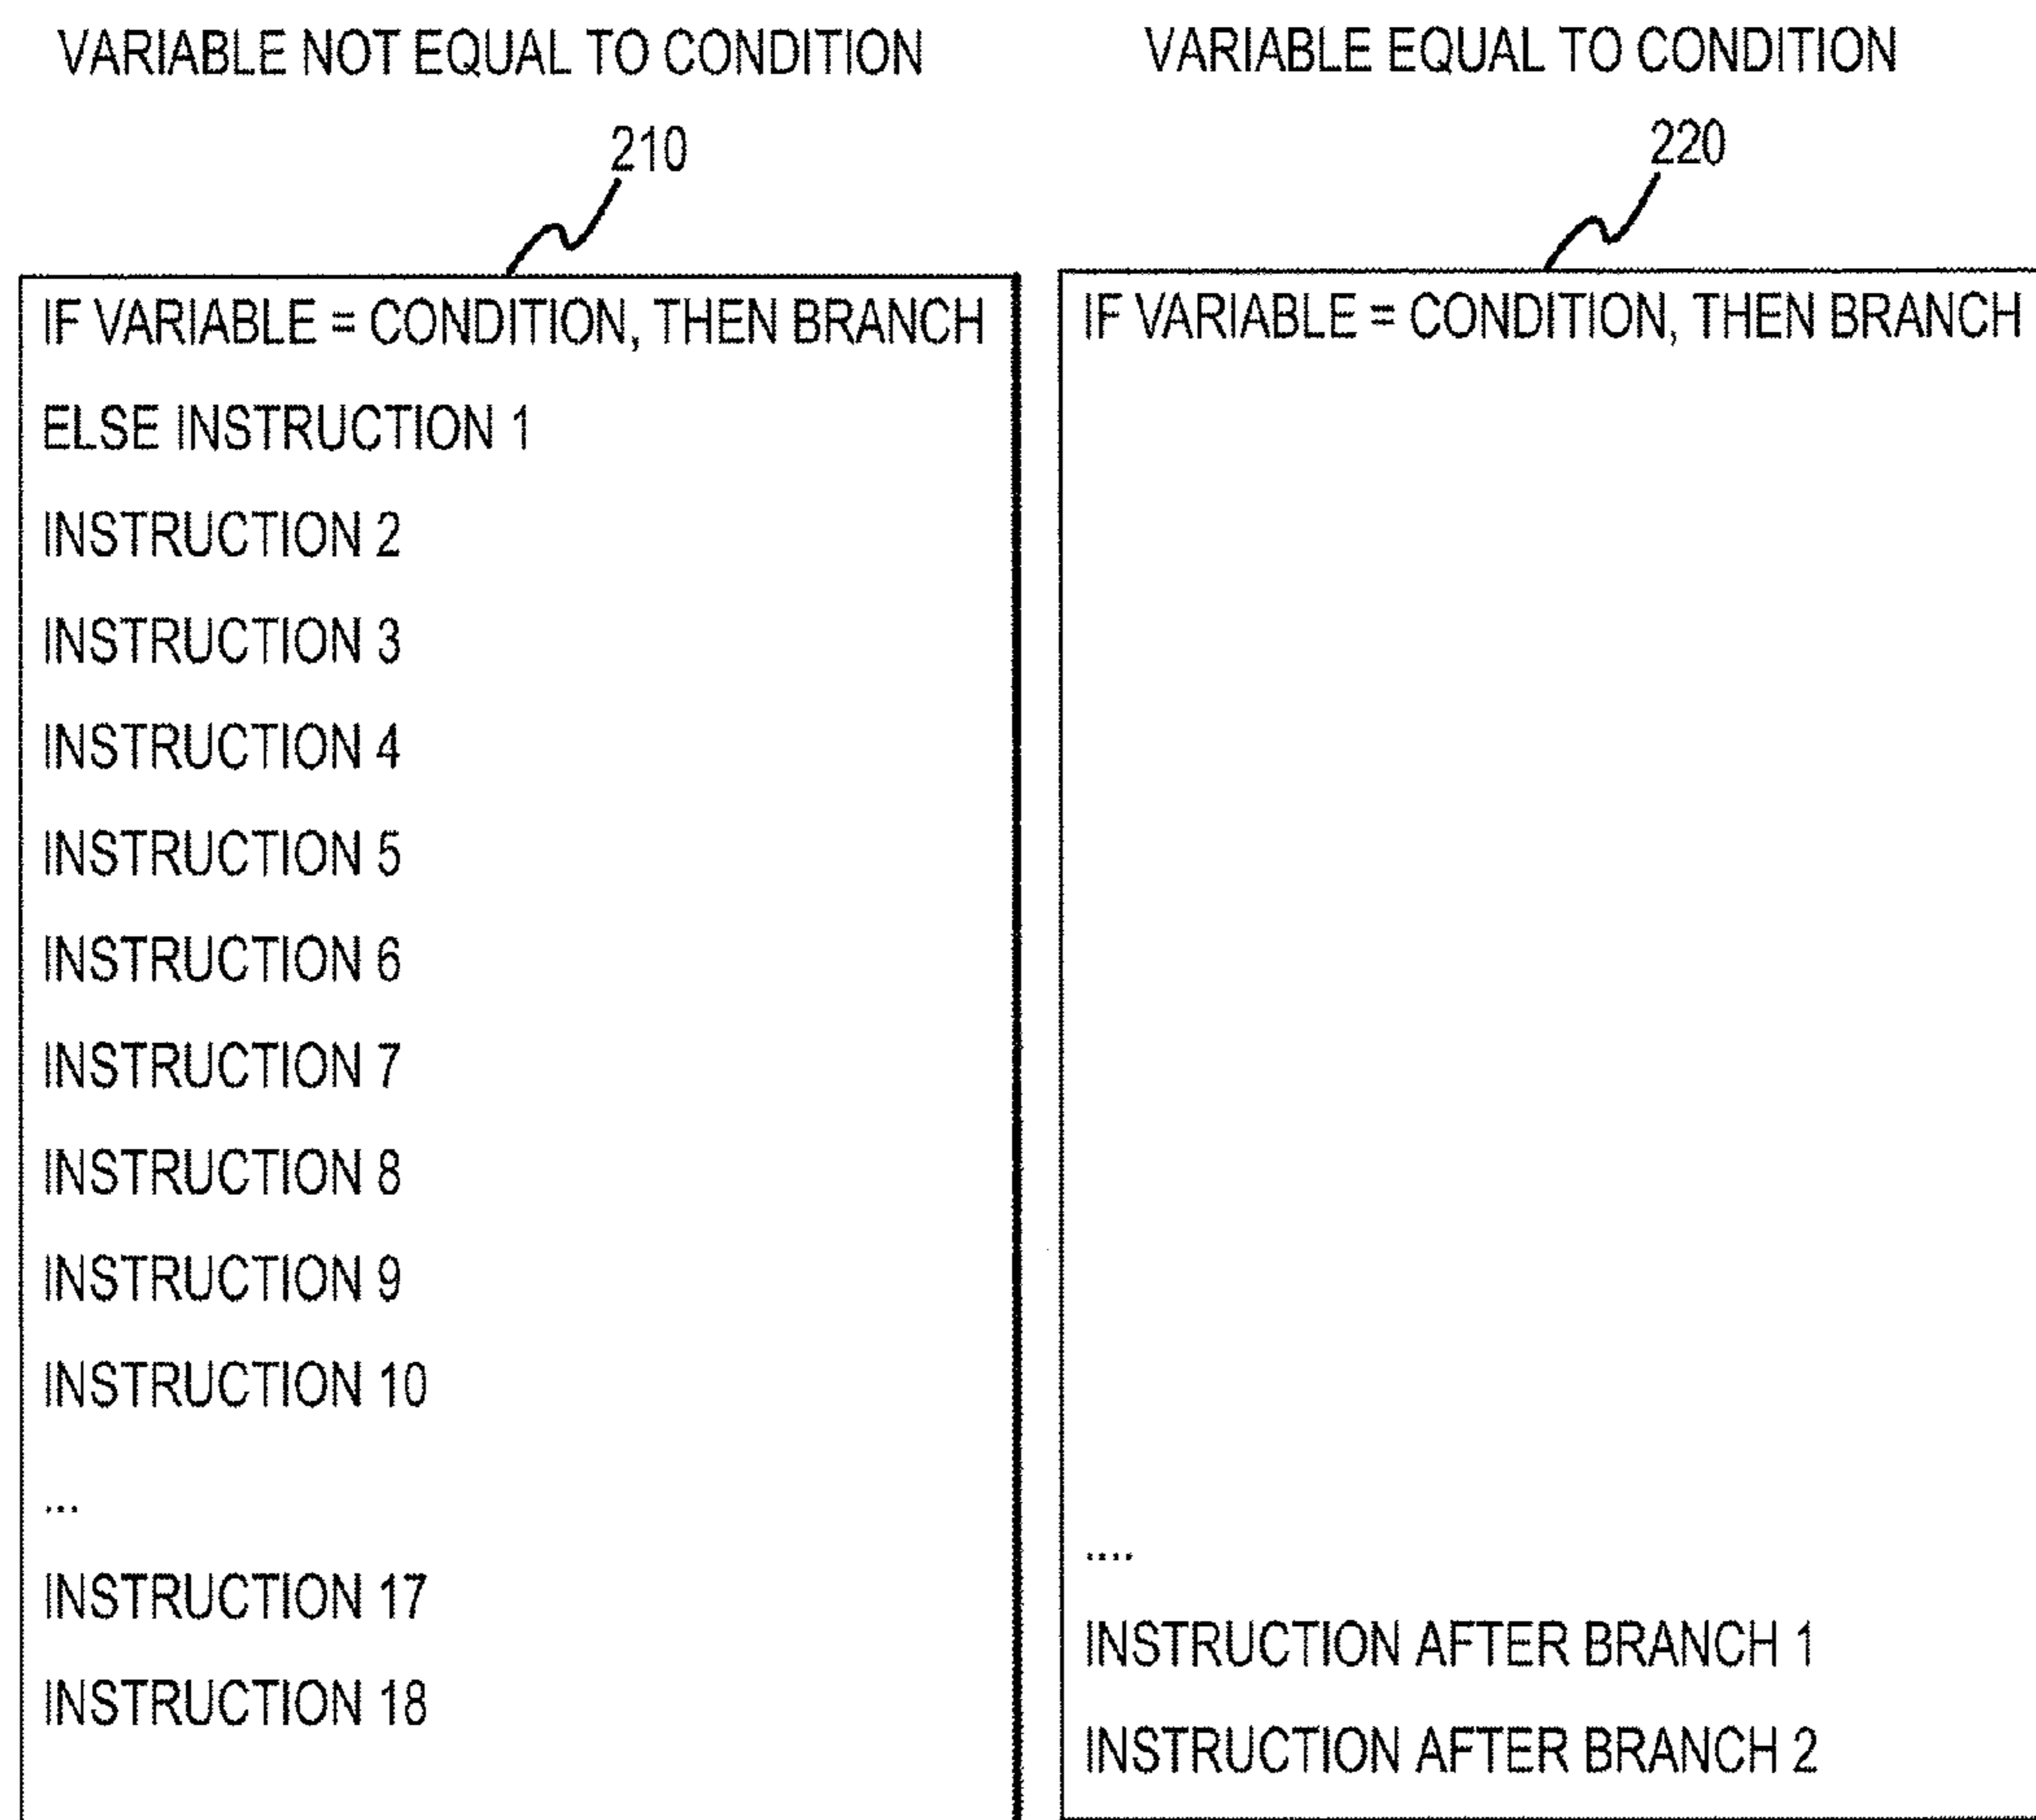 VARIABLE NOT EQUAL TO CONDITION
210
IF VARIABLE = CONDITION, THEN BRANCH
ELSE INSTRUCTION 1
INSTRUCTION 2
INSTRUCTION 3
INSTRUCTION 4
INSTRUCTION 5
INSTRUCTION 6
INSTRUCTION 7
INSTRUCTION 8
INSTRUCTION 9
INSTRUCTION 10
...
INSTRUCTION 17
INSTRUCTION 18
VARIABLE EQUAL TO CONDITION
220
IF VARIABLE = CONDITION, THEN BRANCH
....
INSTRUCTION AFTER BRANCH 1
INSTRUCTION AFTER BRANCH 2